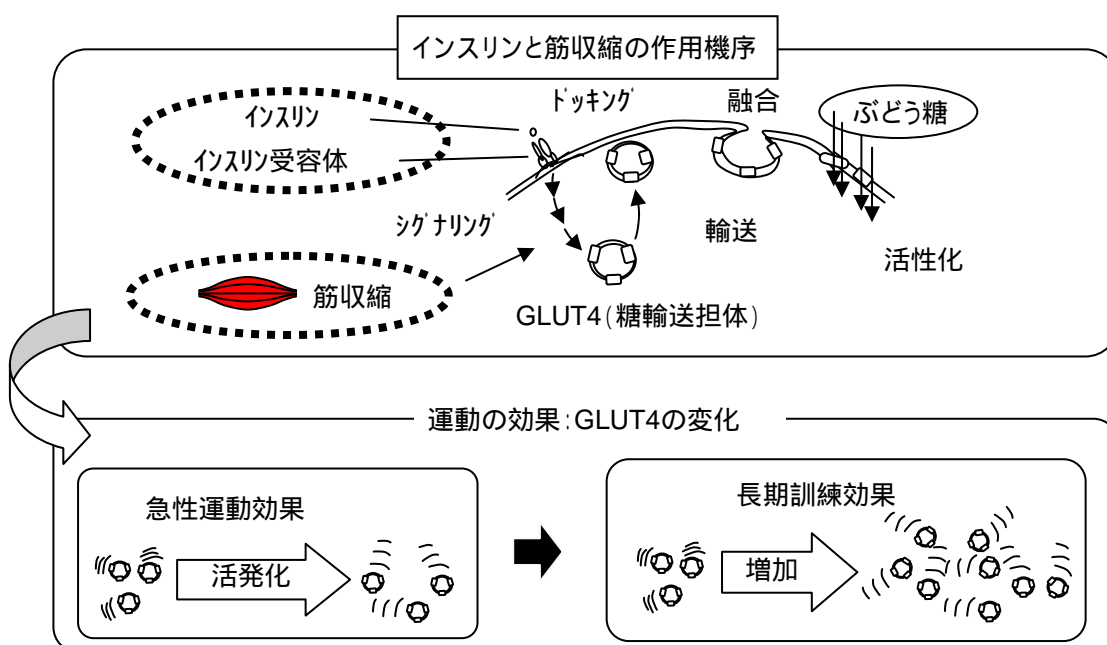 インスリンと筋収縮の作用機序
ﾄﾞｯｷﾝｸﾞ
融合
ぶどう糖
ｲﾝｽﾘﾝ
ｲﾝｽﾘﾝ受容体
ｼｸﾞﾅﾘﾝｸﾞ
輸送
活性化
筋収縮
GLUT4(糖輸送担体)
運動の効果:GLUT4の変化
急性運動効果
活発化
長期訓練効果
増加